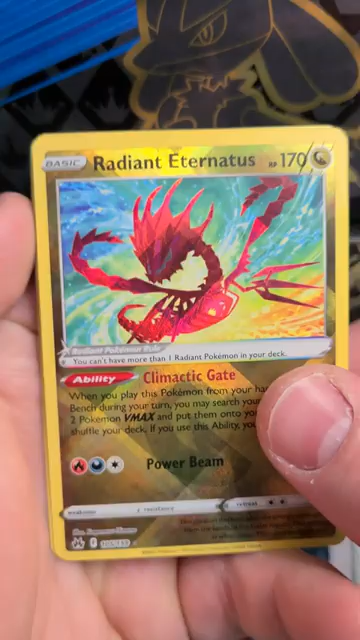 BASIC Radiant Eternatus HP 170
Radiant Pokémon Rule
You can't have more than 1 Radiant Pokémon in your deck.
Ability Climactic Gate
When you play this Pokémon from your ha
Bench during your turn, you may search your
2 Pokémon VMAX and put them onto yo
shuffle your deck. If you use this Ability, you
Power Beam
weakness resistance retreat